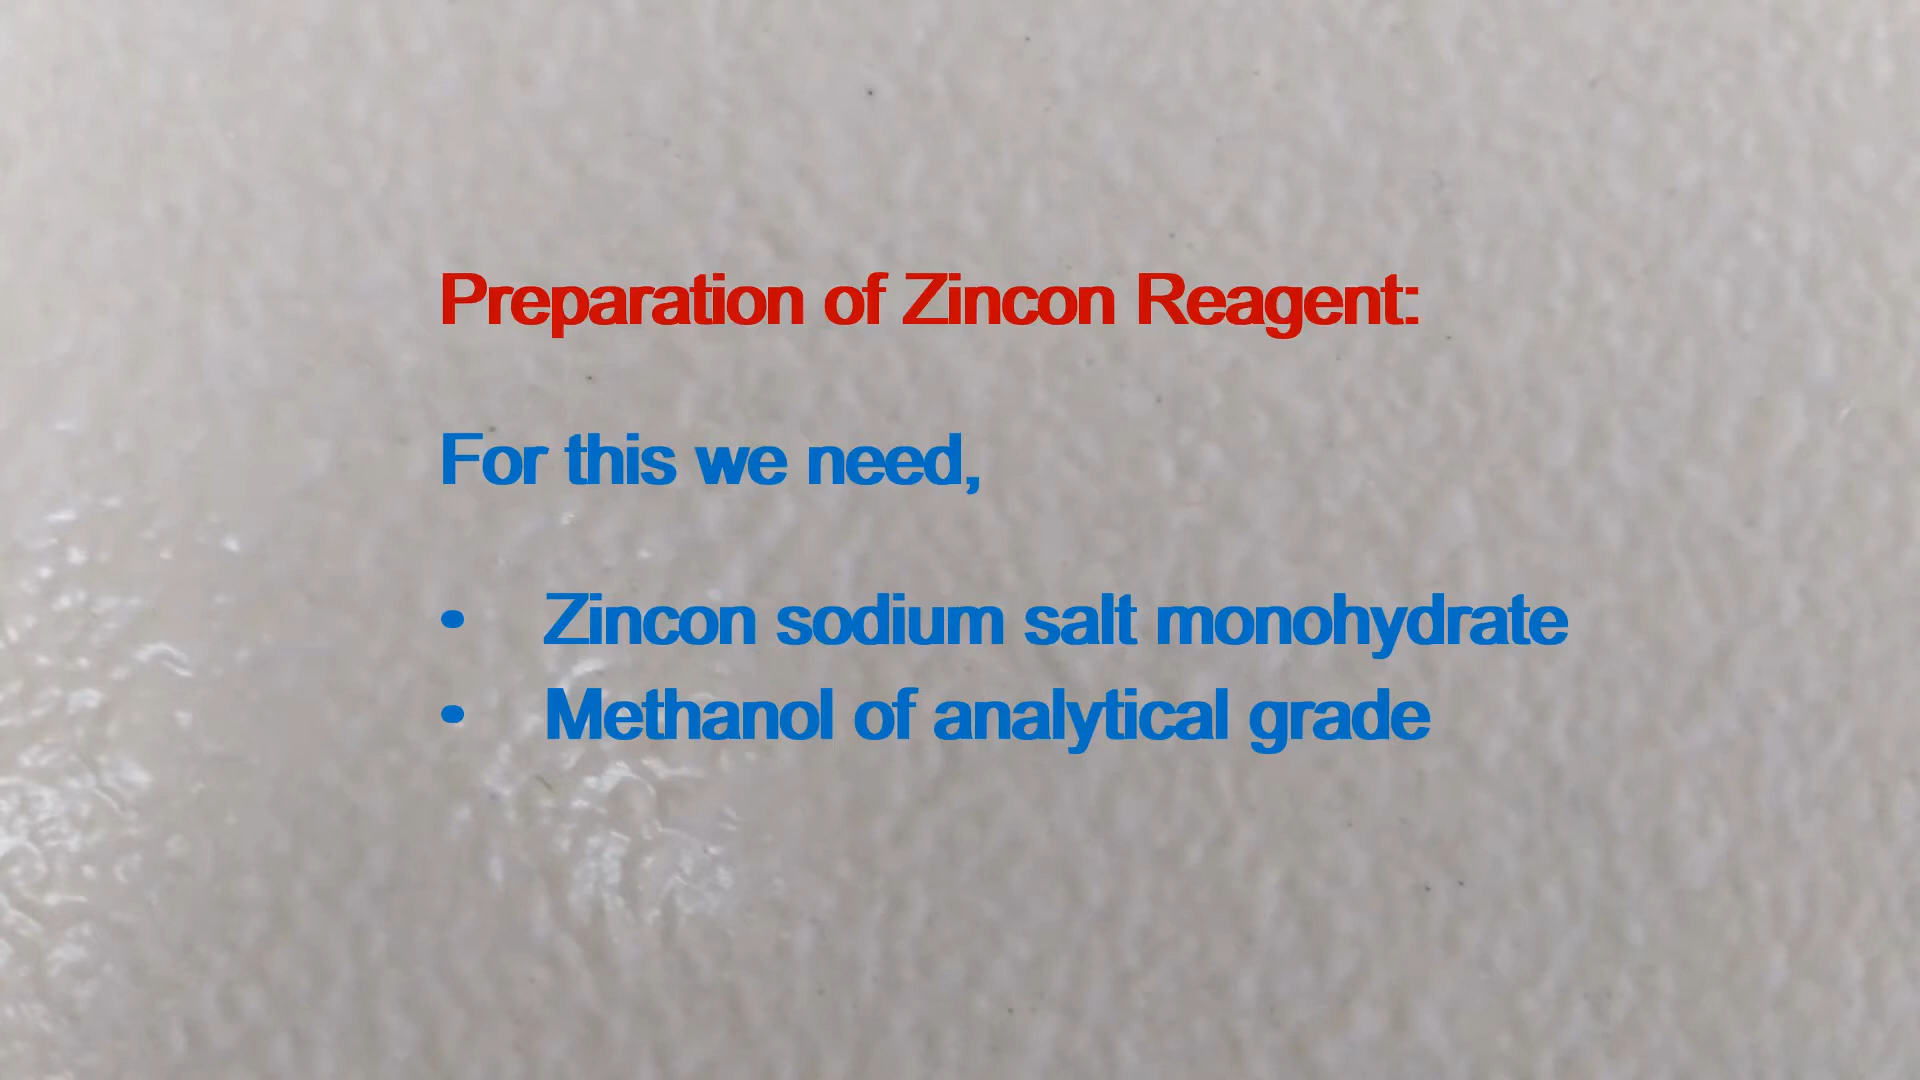 Preparation of Zincon Reagent:
For this we need,
• Zincon sodium salt monohydrate
• Methanol of analytical grade